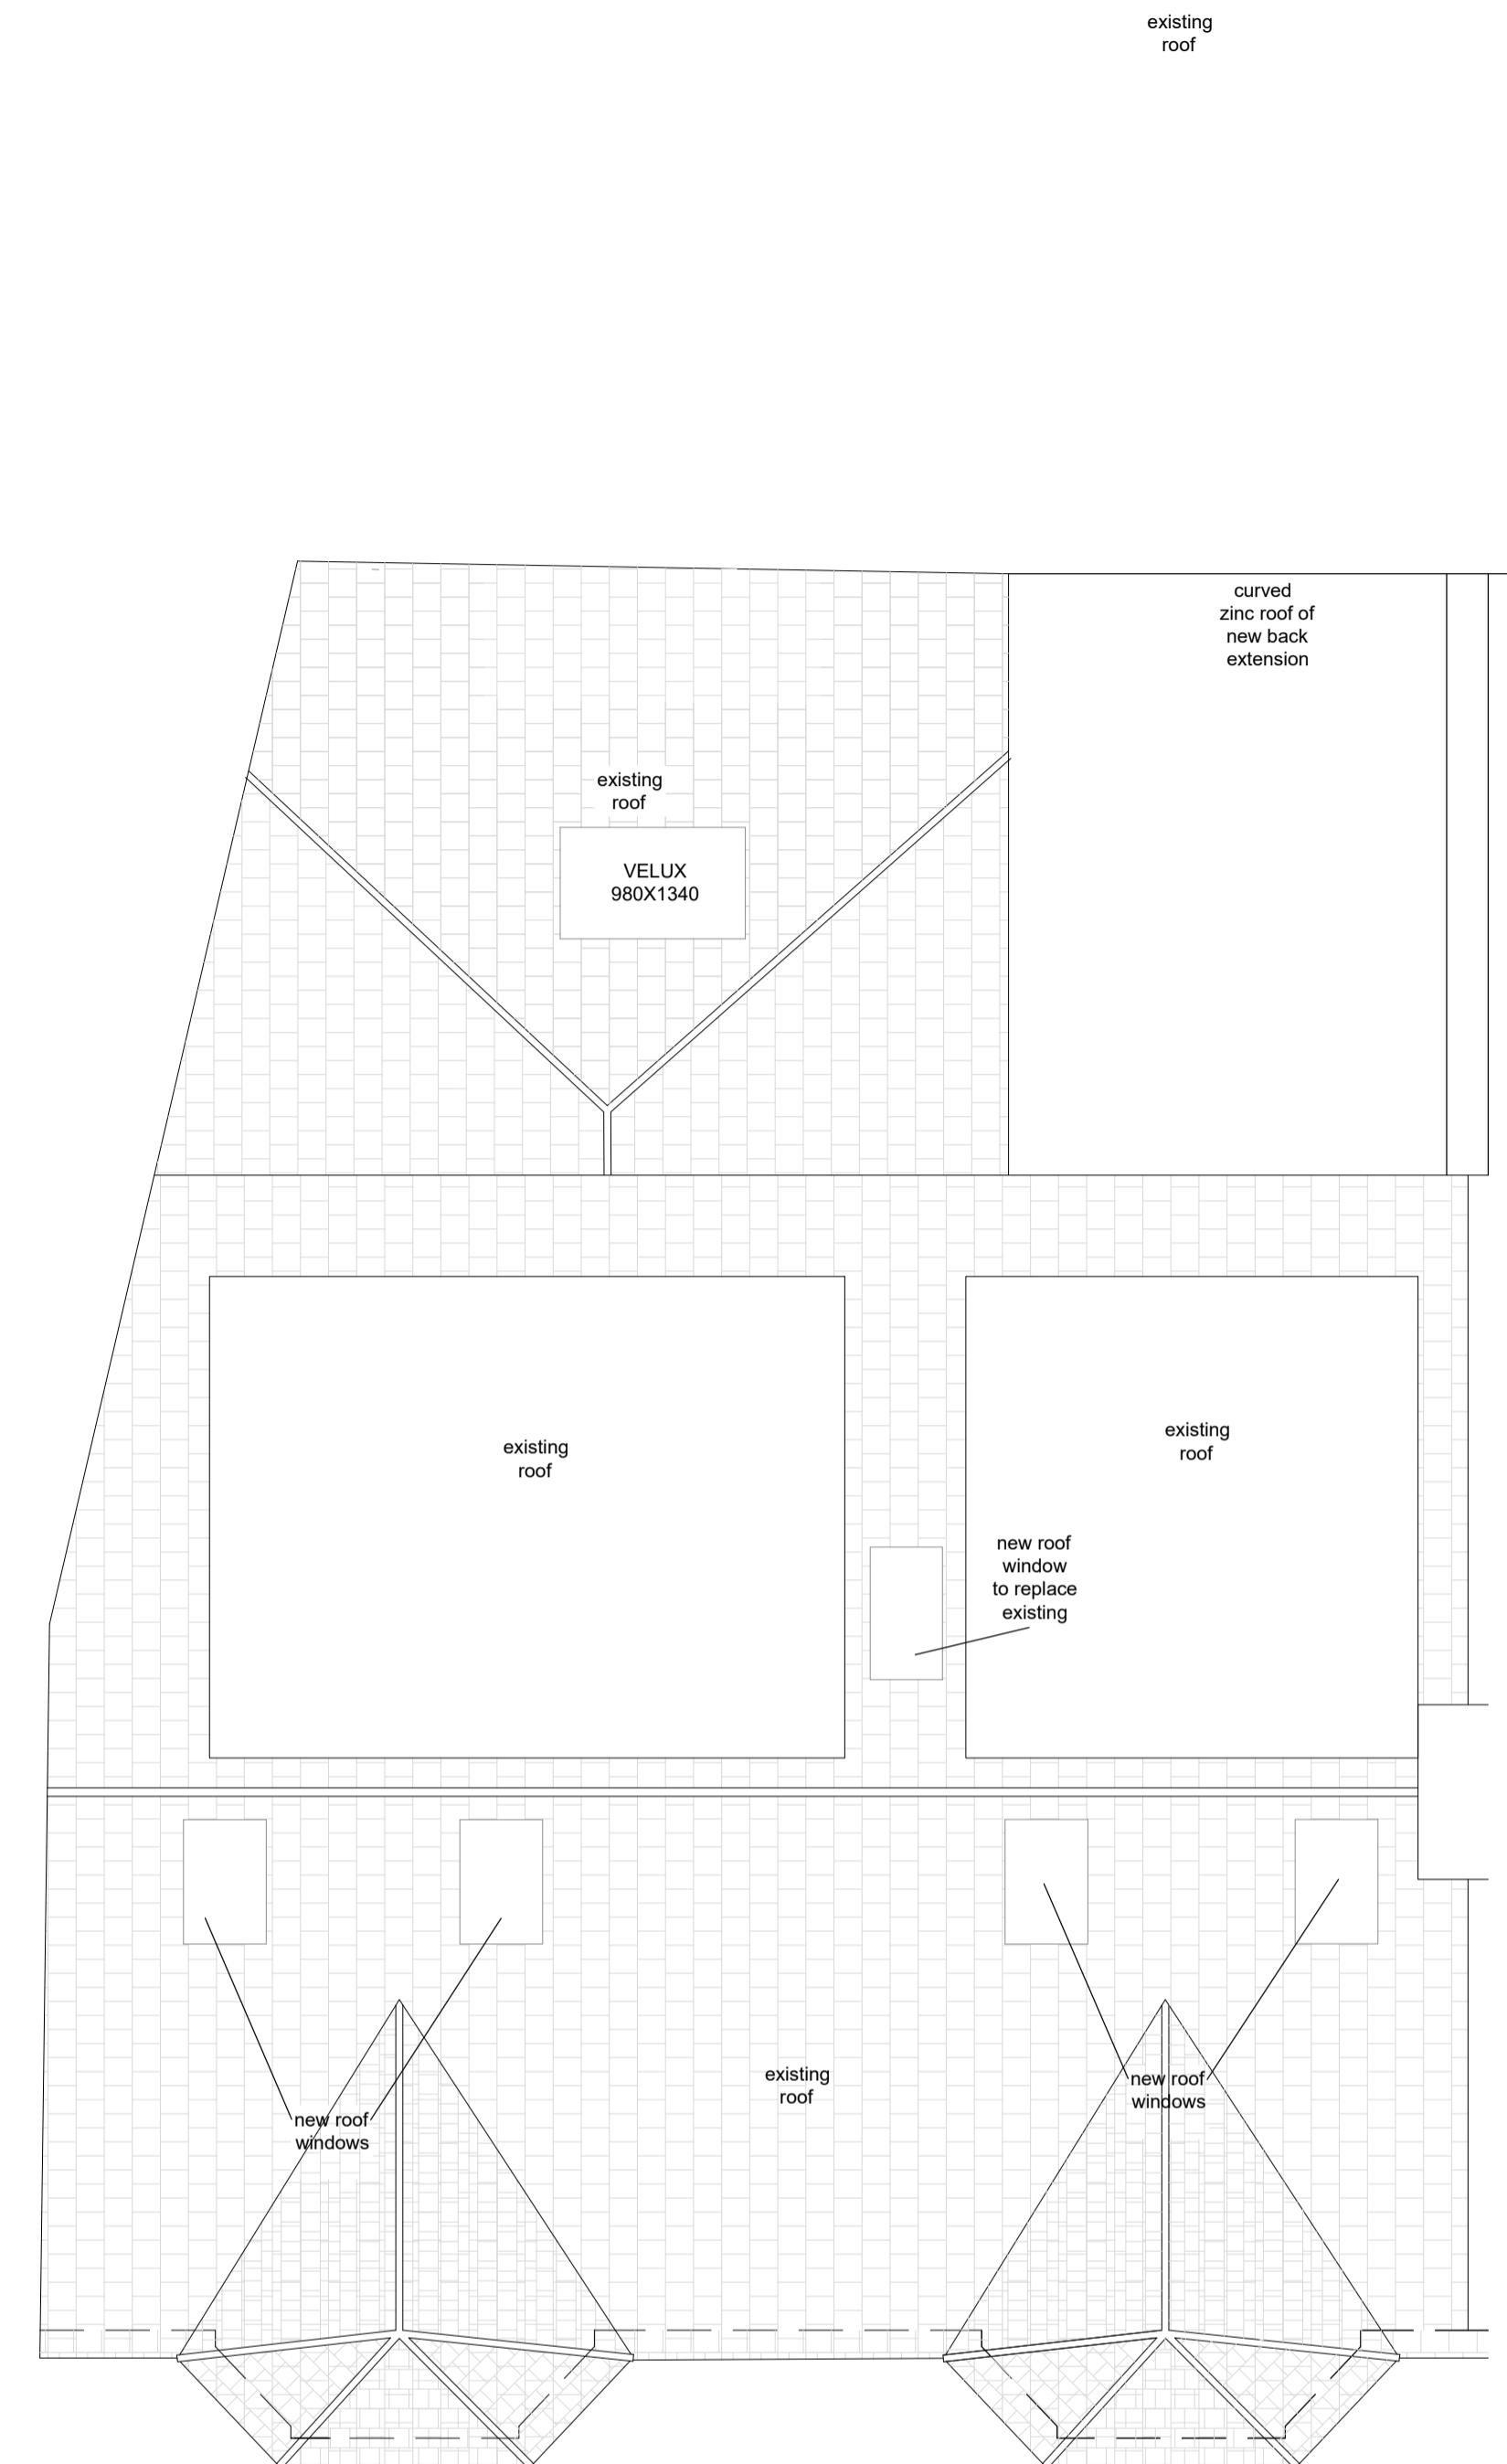 existing
roof
curved
zinc roof of
new back
extension
existing
roof
VELUX
980X1340
existing
roof
existing
roof
new roof
window
to replace
existing
existing
roof
new roof
windows
new roof
windows